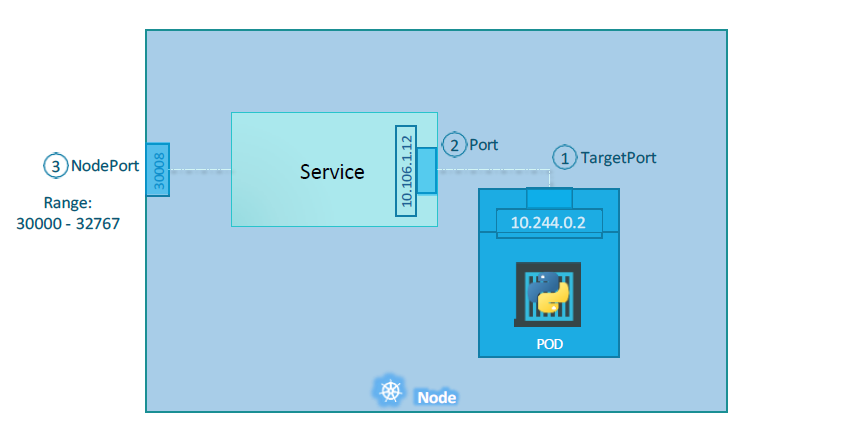 3 NodePort
Range:
30000 - 32767
30008
Service
10.106.1.12
2 Port
1 TargetPort
10.244.0.2
POD
Node